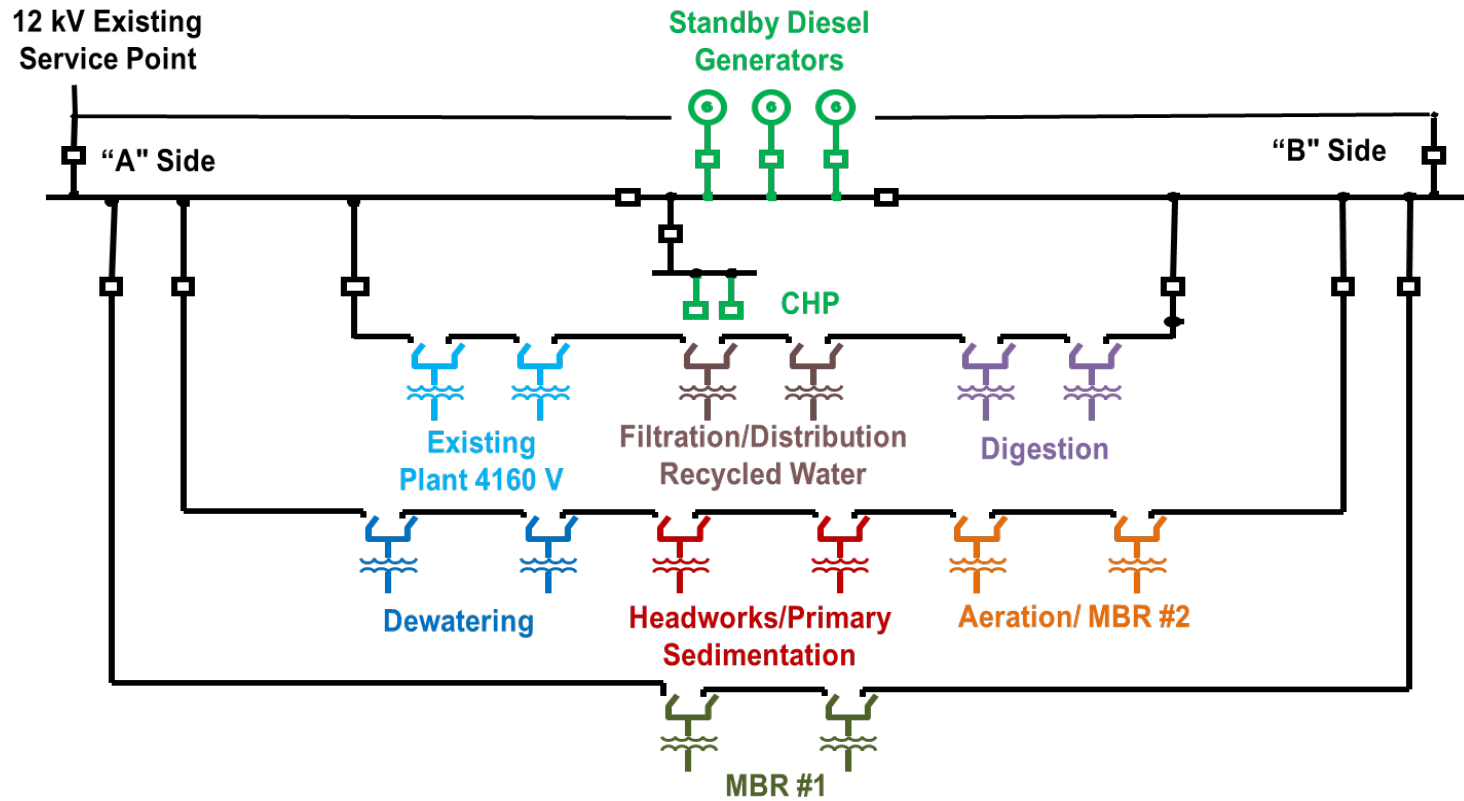 12 kV Existing
Service Point
Standby Diesel
Generators
G G G
“A" Side
“B" Side
CHP
Existing
Plant 4160 V
Filtration/Distribution
Recycled Water
Digestion
Dewatering
Headworks/Primary
Sedimentation
Aeration/ MBR #2
MBR #1